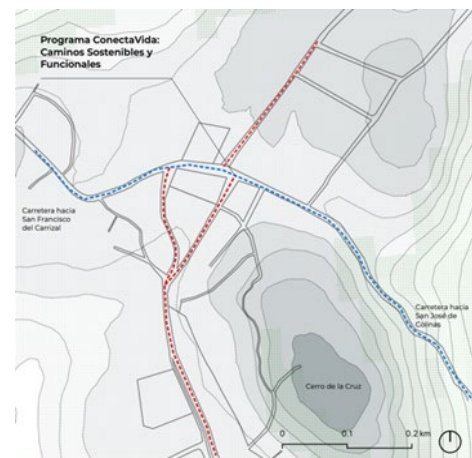 Programa ConectaVida:
Caminos Sostenibles y
Funcionales
Carretera hacia
San Francisco
del Carrizal
Carretera hacia
San José de
Colinas
Cerro de la Cruz
0 0.1 0.2 km